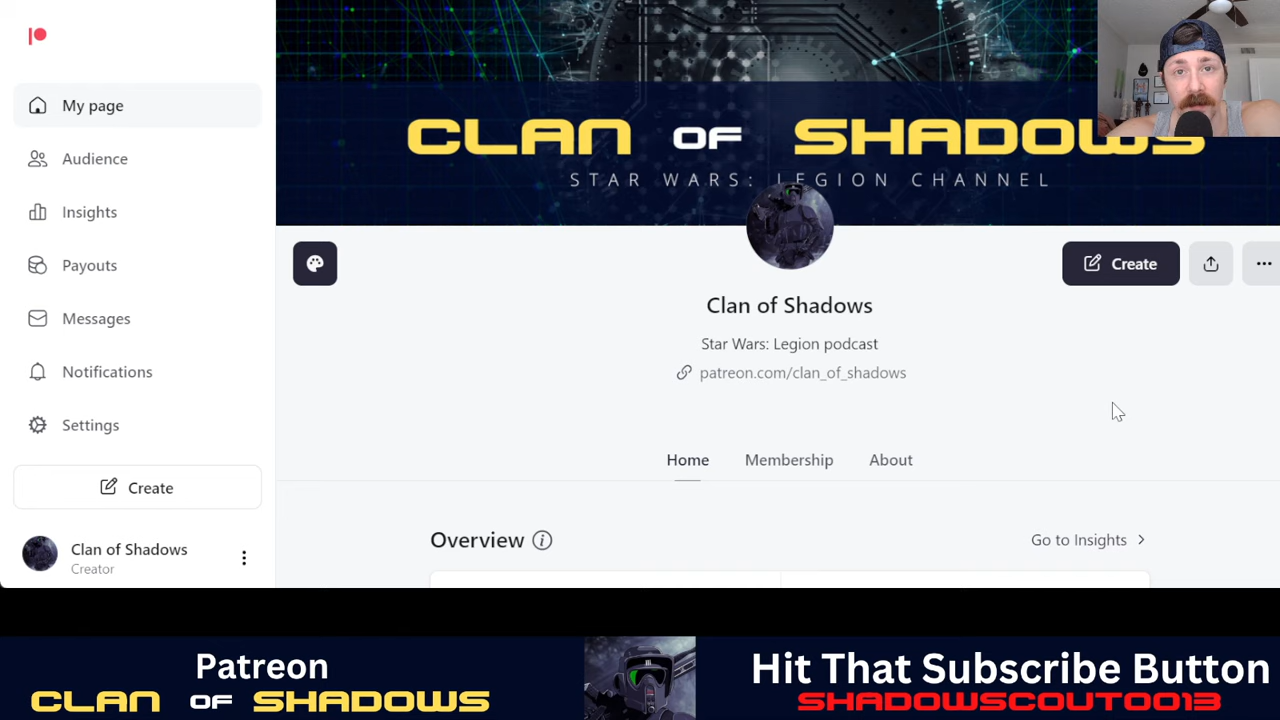 My page
Audience
Insights
Payouts
Messages
Notifications
Settings
Create
Clan of Shadows
Creator
CLAN OF SHADOWS
STAR WARS: LEGION CHANNEL
Create
Clan of Shadows
Star Wars: Legion podcast
patreon.com/clan_of_shadows
Home Membership About
Overview
Go to Insights
Patreon
CLAN OF SHADOWS
Hit That Subscribe Button
SHADOWSCOUT0013